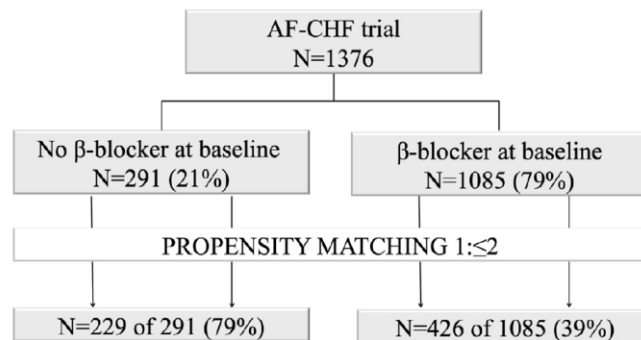 AF-CHF trial
N=1376
No β-blocker at baseline
N=291 (21%)
β-blocker at baseline
N=1085 (79%)
PROPENSITY MATCHING 1:≤2
N=229 of 291 (79%)
N=426 of 1085 (39%)